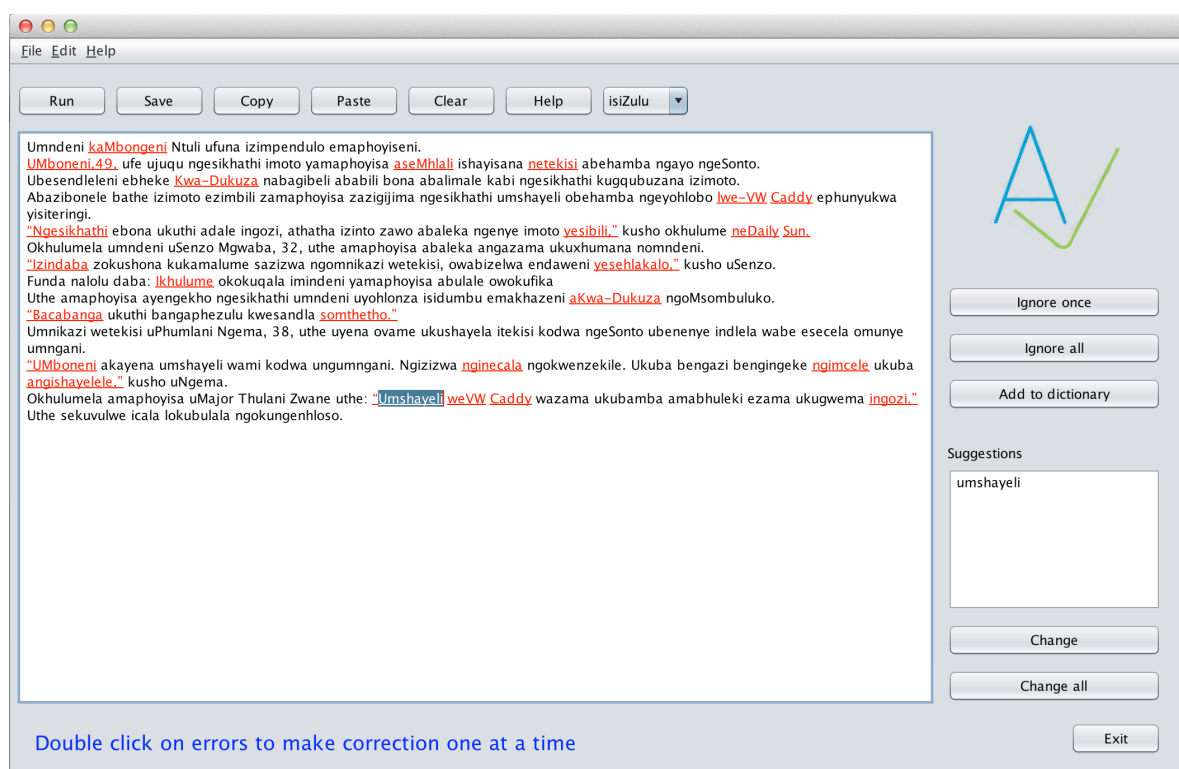 File Edit Help
Run Save Copy Paste Clear Help isiZulu
Umndeni kaMbongeni Ntuli ufuna izimpendulo emaphoyiseni.
UMboneni,49, ufe ujuqu ngesikhathi imoto yamaphoyisa aseMhlali ishayisana netekisi abehamba ngayo ngeSonto.
Ubesendleleni ebheke Kwa-Dukuza nabagibeli ababili bona abalimale kabi ngesikhathi kugqubuzana izimoto.
Abazibonele bathe izimoto ezimbili zamaphoyisa zazigijima ngesikhathi umshayeli obehamba ngeyohlobo lwe-VW Caddy ephunyukwa
yisiteringi.
“Ngesikhathi ebona ukuthi adale ingozi, athatha izinto zawo abaleka ngenye imoto yesibili,” kusho okhulume neDaily Sun.
Okhulumela umndeni uSenzo Mgwaba, 32, uthe amaphoyisa abaleka angazama ukuxhumana nomndeni.
“Izindaba zokushona kukamalume sazizwa ngomnikazi wetekisi, owabizelwa endaweni yesehlakalo,” kusho uSenzo.
Funda nalolu daba: Ikhulume okokuqala imindeni yamaphoyisa abulale owokufika
Uthe amaphoyisa ayengekho ngesikhathi umndeni uyohlonza isidumbu emakhazeni aKwa-Dukuza ngoMsombuluko.
“Bacabanga ukuthi bangaphezulu kwesandla somthetho.”
Umnikazi wetekisi uPhumlani Ngema, 38, uthe uyena ovame ukushayela itekisi kodwa ngeSonto ubenenye indlela wabe esecela omunye
umngani.
“UMboneni akayena umshayeli wami kodwa ungumngani. Ngizizwa nginecala ngokwenzekile. Ukuba bengazi bengingeke ngimcele ukuba
angishayelele,” kusho uNgema.
Okhulumela amaphoyisa uMajor Thulani Zwane uthe: “Umshayeli weVW Caddy wazama ukubamba amabhuleki ezama ukugwema ingozi,”
Uthe sekuvulwe icala lokubulala ngokungenhloso.
Ignore once
Ignore all
Add to dictionary
Suggestions
umshayeli
Change
Change all
Double click on errors to make correction one at a time
Exit